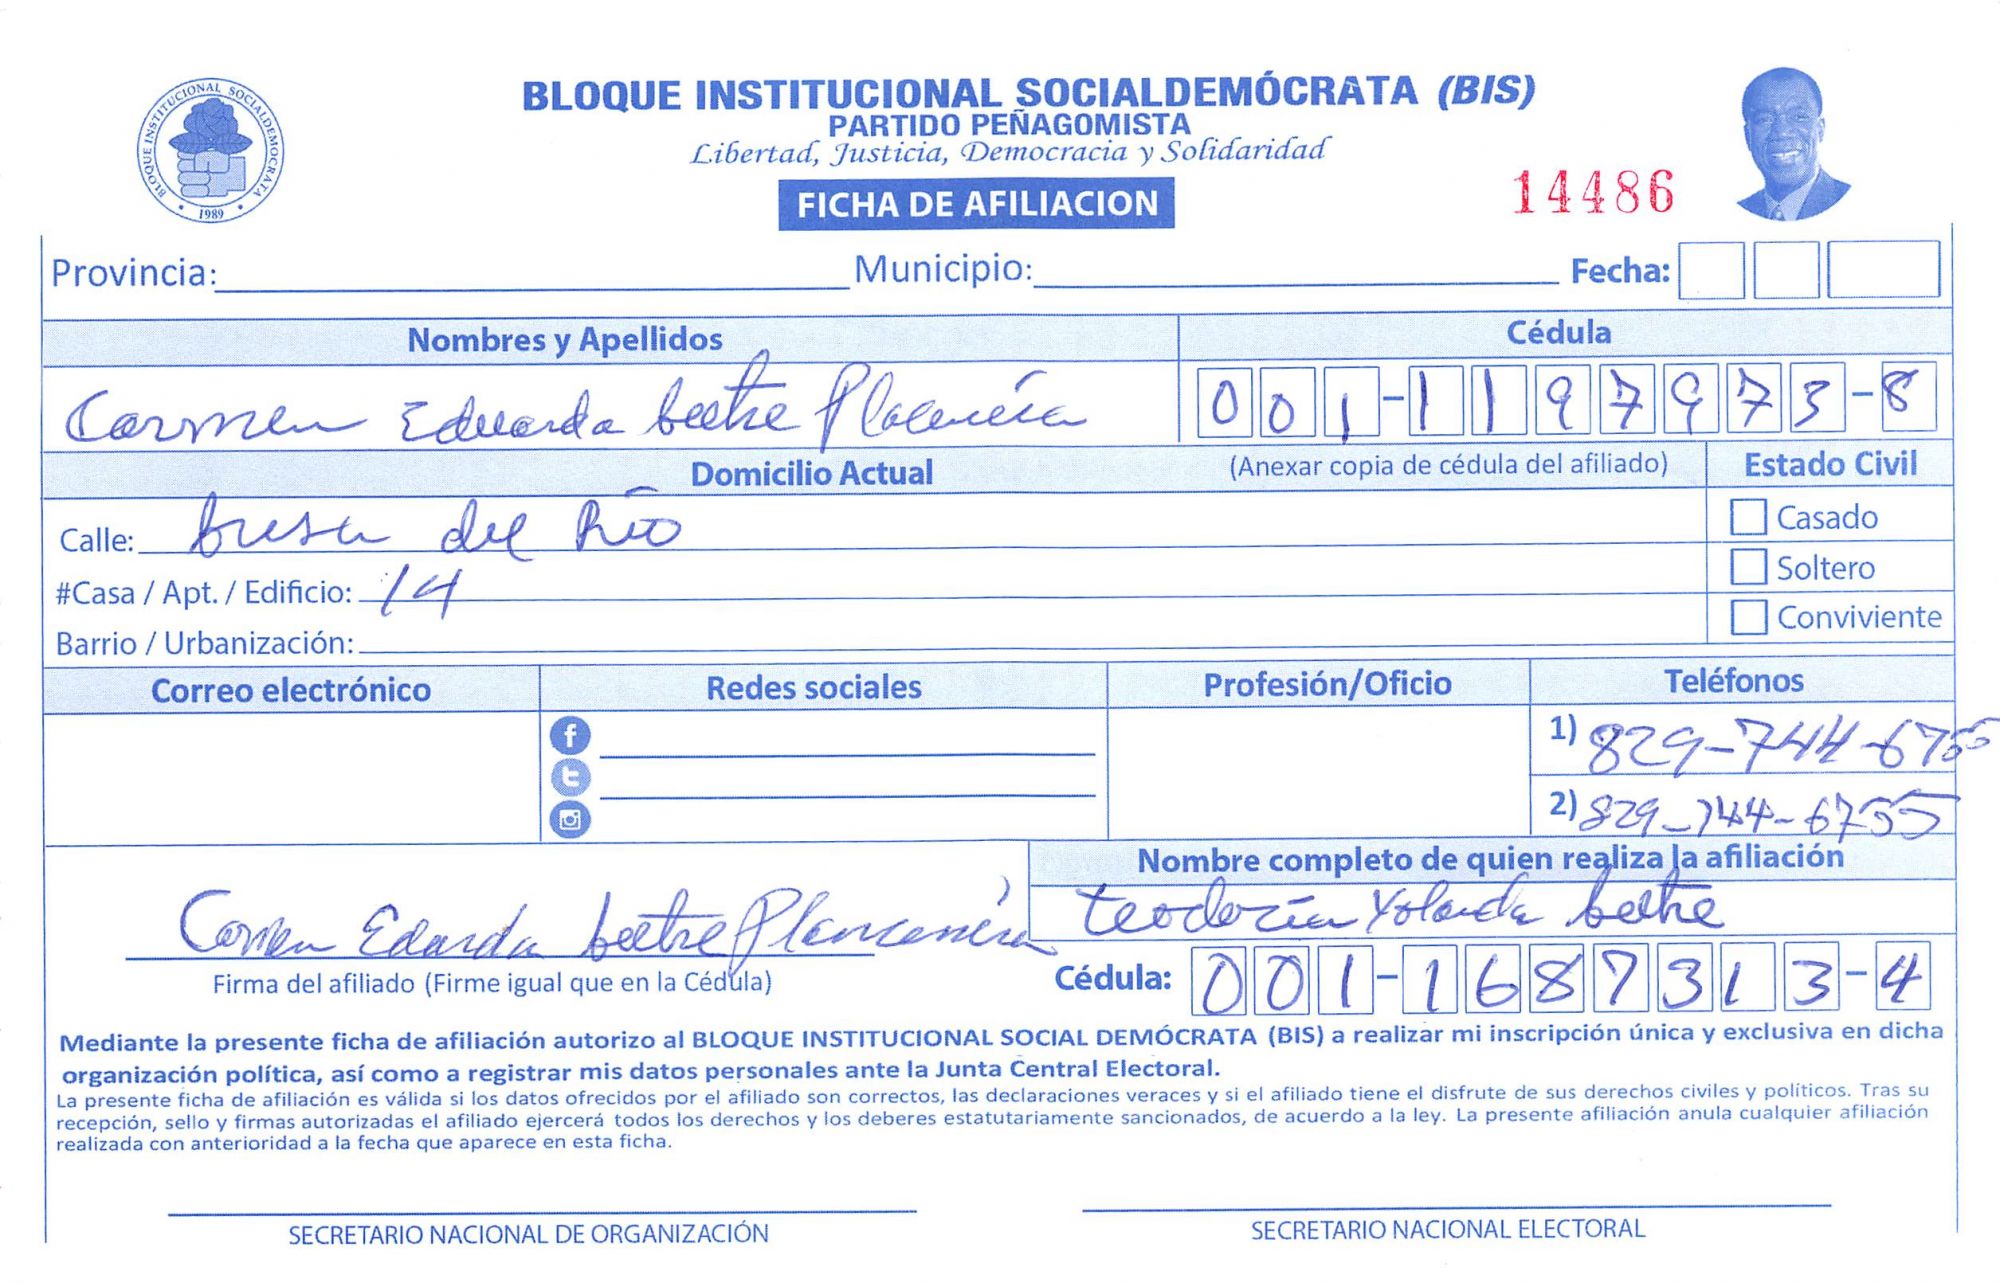 BLOQUE INSTITUCIONAL SOCIALDEMÓCRATA (BIS)
PARTIDO PEÑAGOMISTA
Libertad, Justicia, Democracia y Solidaridad
BLOQUE INSTITUCIONAL SOCIALDEMOCRATA
• 1989 •
FICHA DE AFILIACION
14486
Provincia: Municipio: Fecha:
Nombres y Apellidos Cédula
Carmen Eduarda beltre Placencia 001-1197973-8
Domicilio Actual (Anexar copia de cédula del afiliado) Estado Civil
Calle: del Río Casado
#Casa / Apt. / Edificio: 14 Soltero
Barrio / Urbanización: Conviviente
Correo electrónico Redes sociales Profesión/Oficio Teléfonos
1) 829-744-6755
2) 829-744-6755
Nombre completo de quien realiza la afiliación
Carmen Eduarda beltre Teodocia Yolanda beltre
Firma del afiliado (Firme igual que en la Cédula) Cédula: 001-1687313-4
Mediante la presente ficha de afiliación autorizo al BLOQUE INSTITUCIONAL SOCIAL DEMÓCRATA (BIS) a realizar mi inscripción única y exclusiva en dicha
organización política, así como a registrar mis datos personales ante la Junta Central Electoral.
La presente ficha de afiliación es válida si los datos ofrecidos por el afiliado son correctos, las declaraciones veraces y si el afiliado tiene el disfrute de sus derechos civiles y políticos. Tras su
recepción, sello y firmas autorizadas el afiliado ejercerá todos los derechos y los deberes estatutariamente sancionados, de acuerdo a la ley. La presente afiliación anula cualquier afiliación
realizada con anterioridad a la fecha que aparece en esta ficha.
SECRETARIO NACIONAL DE ORGANIZACIÓN SECRETARIO NACIONAL ELECTORAL